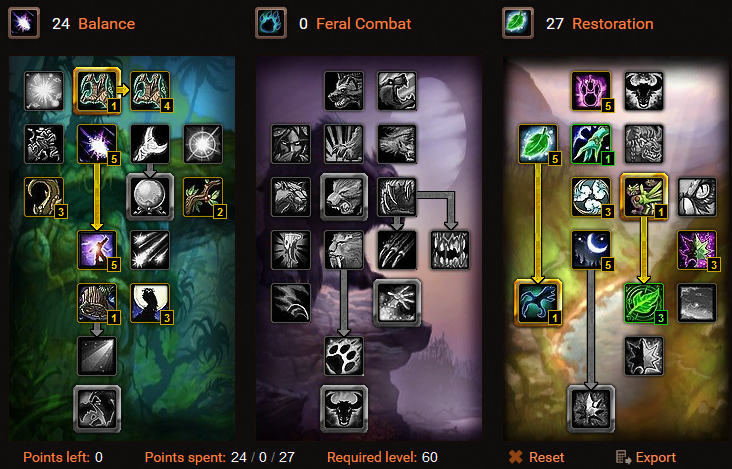 24 Balance
0 Feral Combat
27 Restoration
1 4 5
5 5 1
3 2 3 1
5 5 3
1 3 1 3
Points left: 0 Points spent: 24 / 0 / 27 Required level: 60 Reset Export